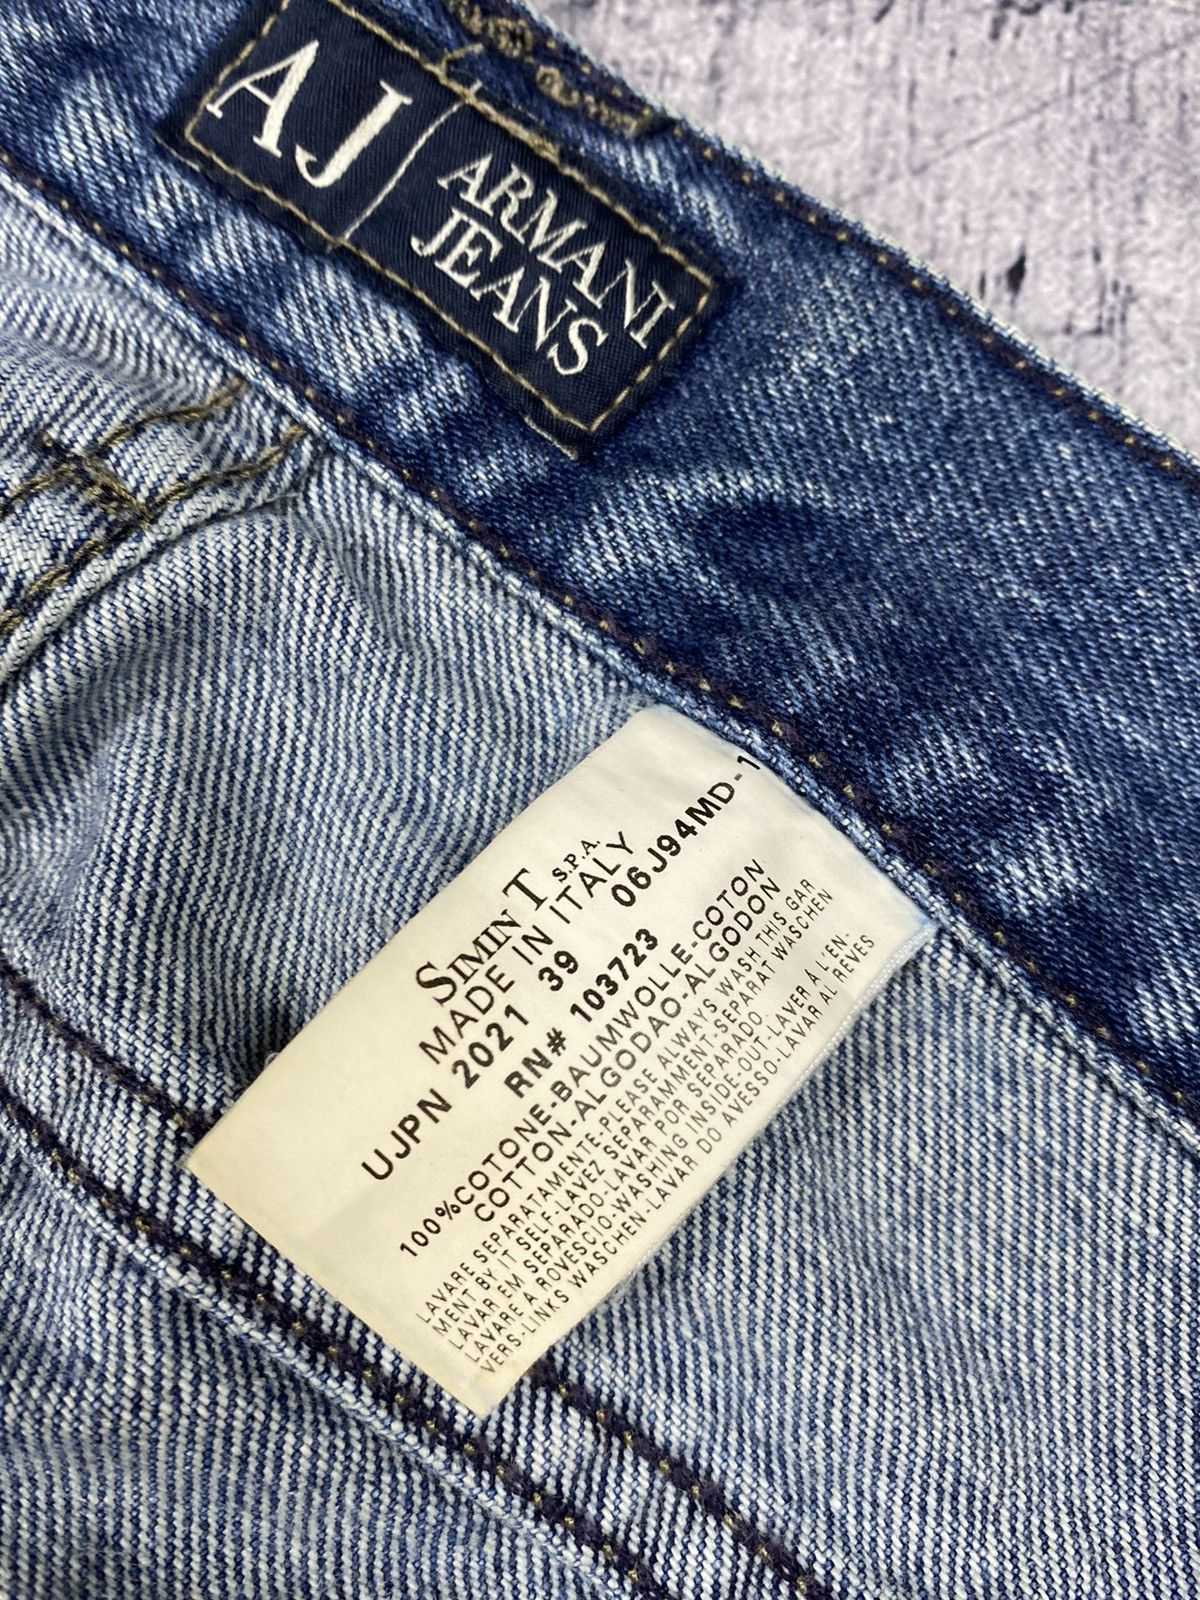 AJ
ARMANI
JEANS
SIMINT S.P.A.
MADE IN ITALY
UJPN 2021 39 06J94MD-1
RN# 103723
100%COTONE-BAUMWOLLE-COTON
COTTON-ALGODAO-ALGODON
LAVARE SEPARATAMENTE-PLEASE ALWAYS WASH THIS GAR
MENT BY IT SELF-LAVEZ SEPARAMMENT-SEPARAT WASCHEN
LAVAR EM SEPARADO-LAVAR POR SEPARADO
LAVARE A ROVESCIO-WASHING INSIDE-OUT-LAVER À L'EN-
VERS-LINKS WASCHEN-LAVAR DO AVESSO-LAVAR AL REVES